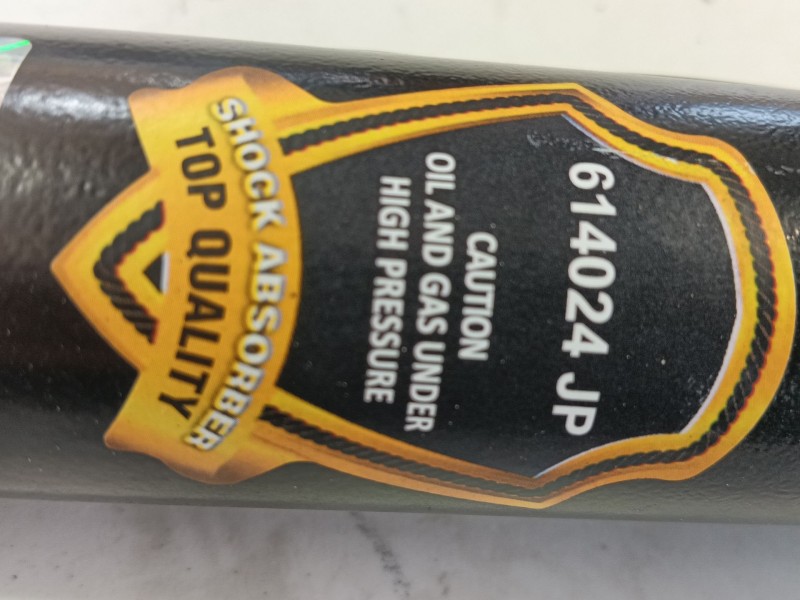 614024 JP
CAUTION
OIL AND GAS UNDER
HIGH PRESSURE
SHOCK ABSORBER
TOP QUALITY